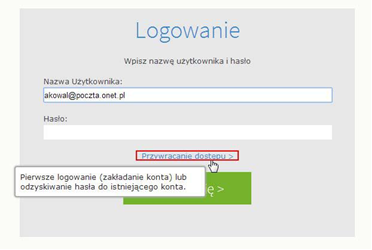 Logowanie
Wpisz nazwę użytkownika i hasło
Nazwa Użytkownika:
akowal@poczta.onet.pl
Hasło:
Przywracanie dostępu >
Pierwsze logowanie (zakładanie konta) lub
odzyskiwanie hasła do istniejącego konta.
ę >